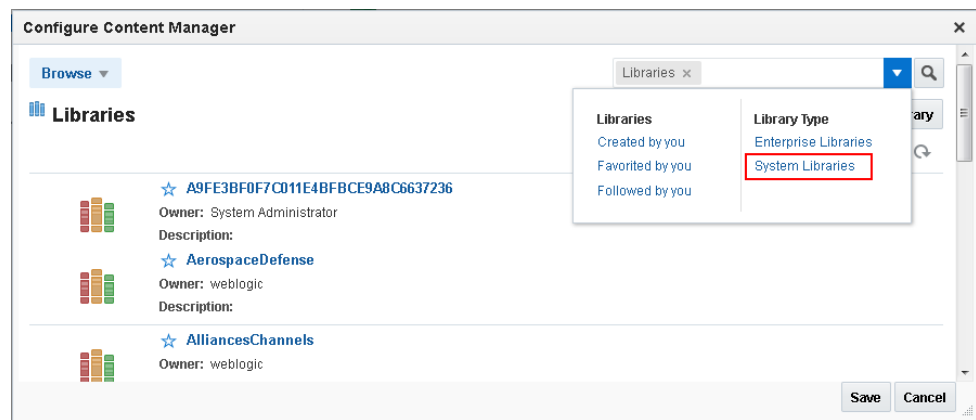 Configure Content Manager
Browse
Libraries
Libraries
ary
Libraries
Created by you
Favorited by you
Followed by you
Library Type
Enterprise Libraries
System Libraries
A9FE3BF0F7C011E4BFBCE9A8C6637236
Owner: System Administrator
Description:
AerospaceDefense
Owner: weblogic
Description:
AlliancesChannels
Owner: weblogic
Save Cancel